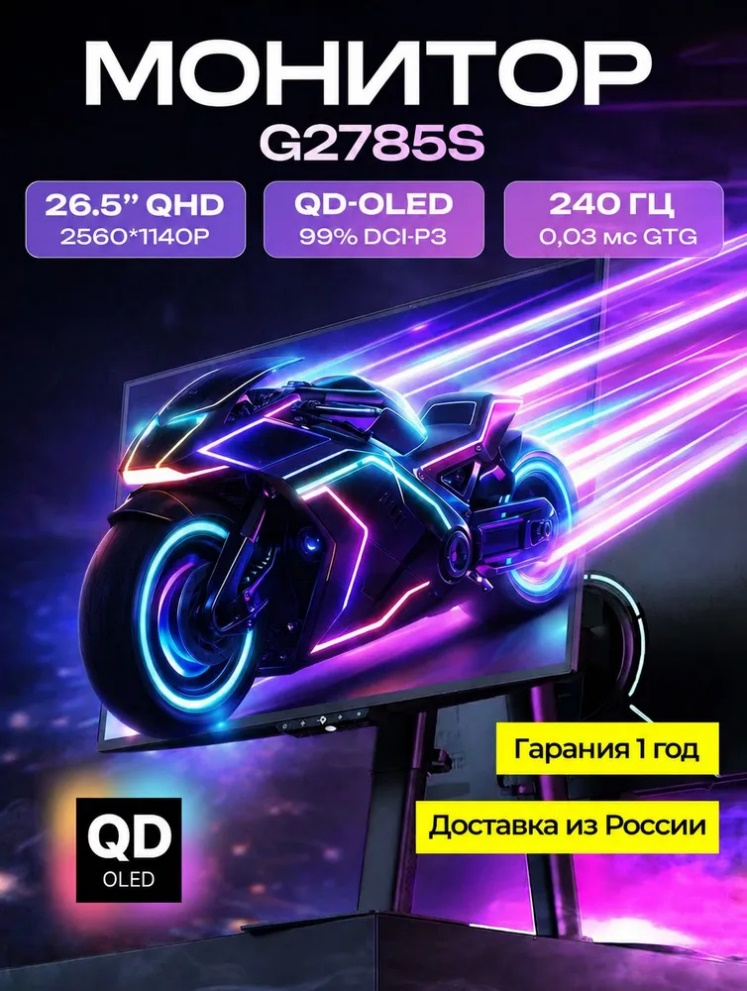 МОНИТОР
G2785S
26.5” QHD
2560*1140P
QD-OLED
99% DCI-P3
240 ГЦ
0,03 мс GTG
Гарания 1 год
Доставка из России
QD
OLED